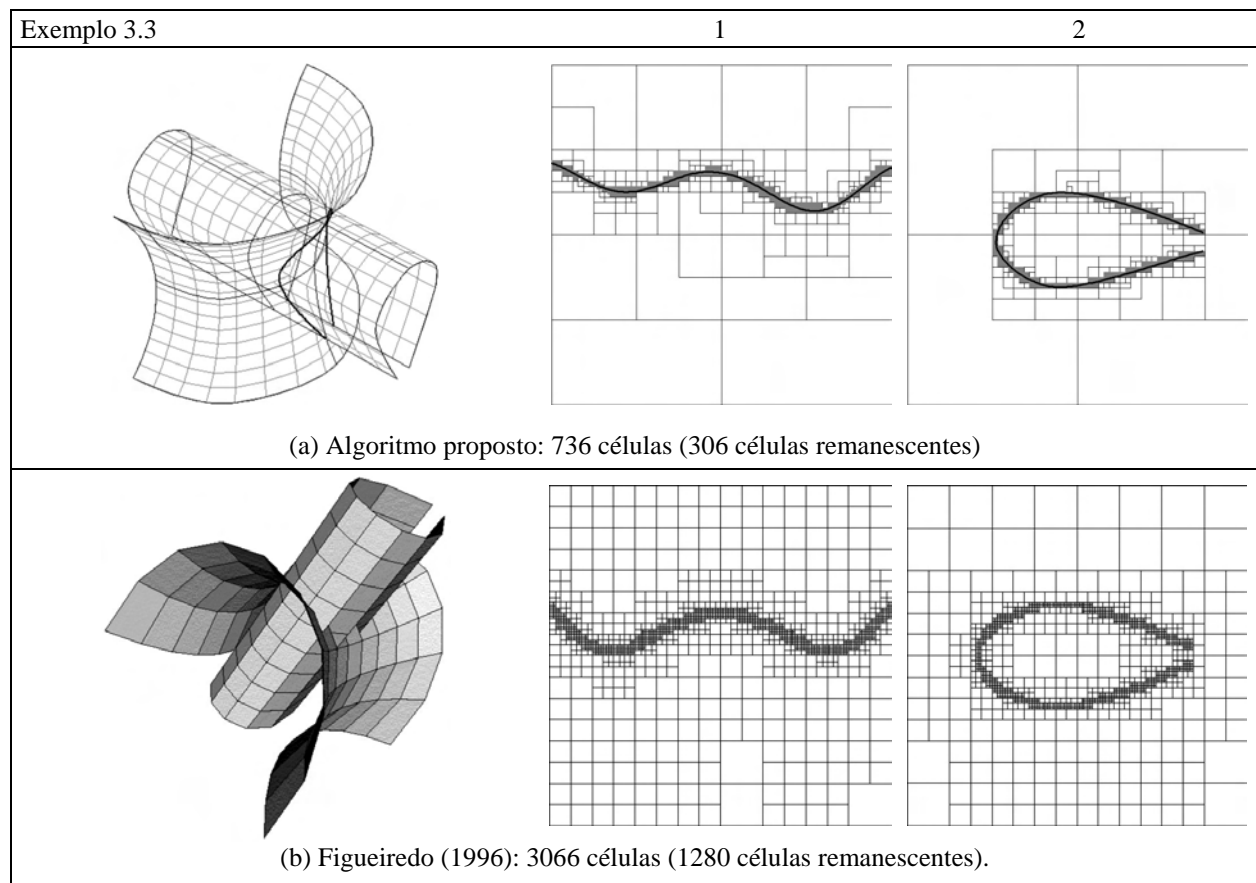 Exemplo 3.3 1 2
(a) Algoritmo proposto: 736 células (306 células remanescentes)
(b) Figueiredo (1996): 3066 células (1280 células remanescentes).